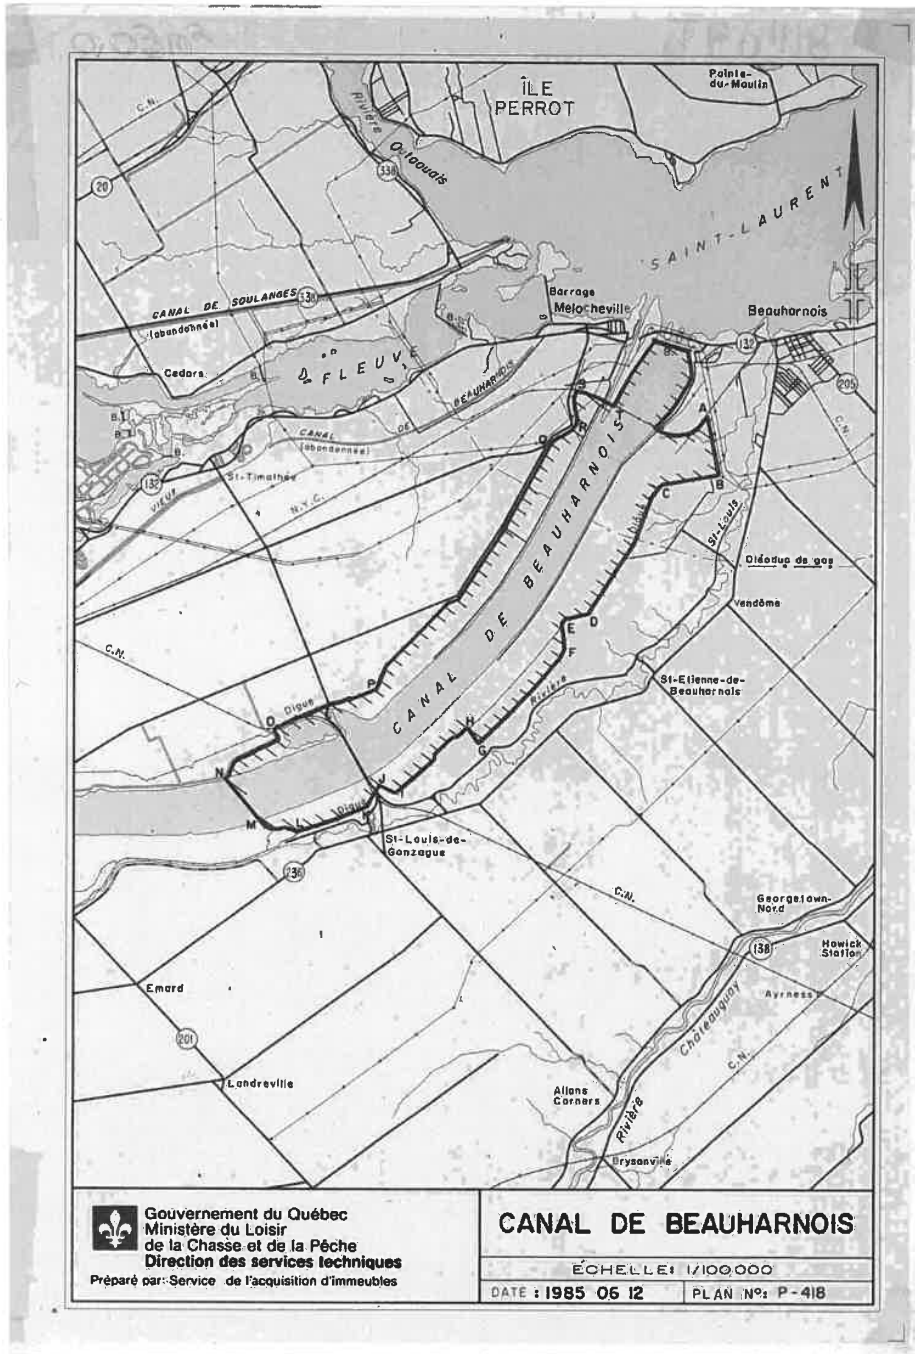 ÎLE
PERROT
Pointe-
du-Moulin
C.N.
Rivière
Outaouais
20
338
SAINT-LAURENT
CANAL DE SOULANGES
(abandonnée)
338
Barrage
Melocheville
Beauharnois
132
205
C.N.
Cedars
FLEUVE
VIEUX CANAL DE BEAUHARNOIS
(abandonnée)
St-Timothée
132
N.Y.C.
A
B
C
D
E
F
G
H
I
J
K
L
M
N
O
P
Q
R
S
T
CANAL DE BEAUHARNOIS
St-Louis
Oléoduc de gas
Vendôme
St-Etienne-de-
Beauharnois
Rivière
C.N.
Digue
Digue
St-Louis-de-
Gonzague
236
C.N.
Georgetown-
Nord
138
Howick
Station
Ayrness
Emard
201
Landreville
Châteauguay
C.N.
Allans
Corners
Rivière
Brysonville
Gouvernement du Québec
Ministère du Loisir
de la Chasse et de la Pêche
Direction des services techniques
Préparé par: Service de l'acquisition d'immeubles
CANAL DE BEAUHARNOIS
ÉCHELLE: 1/100,000
DATE : 1985 06 12
PLAN Nº: P-418